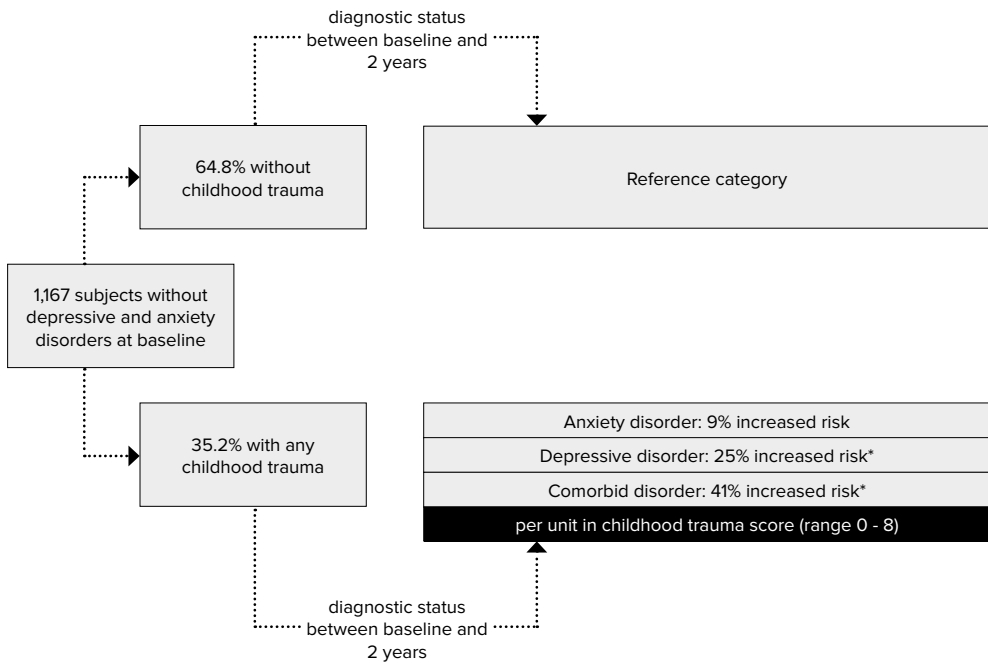 diagnostic status
between baseline and
2 years
64.8% without
childhood trauma
Reference category
1,167 subjects without
depressive and anxiety
disorders at baseline
35.2% with any
childhood trauma
Anxiety disorder: 9% increased risk
Depressive disorder: 25% increased risk*
Comorbid disorder: 41% increased risk*
per unit in childhood trauma score (range 0 - 8)
diagnostic status
between baseline and
2 years